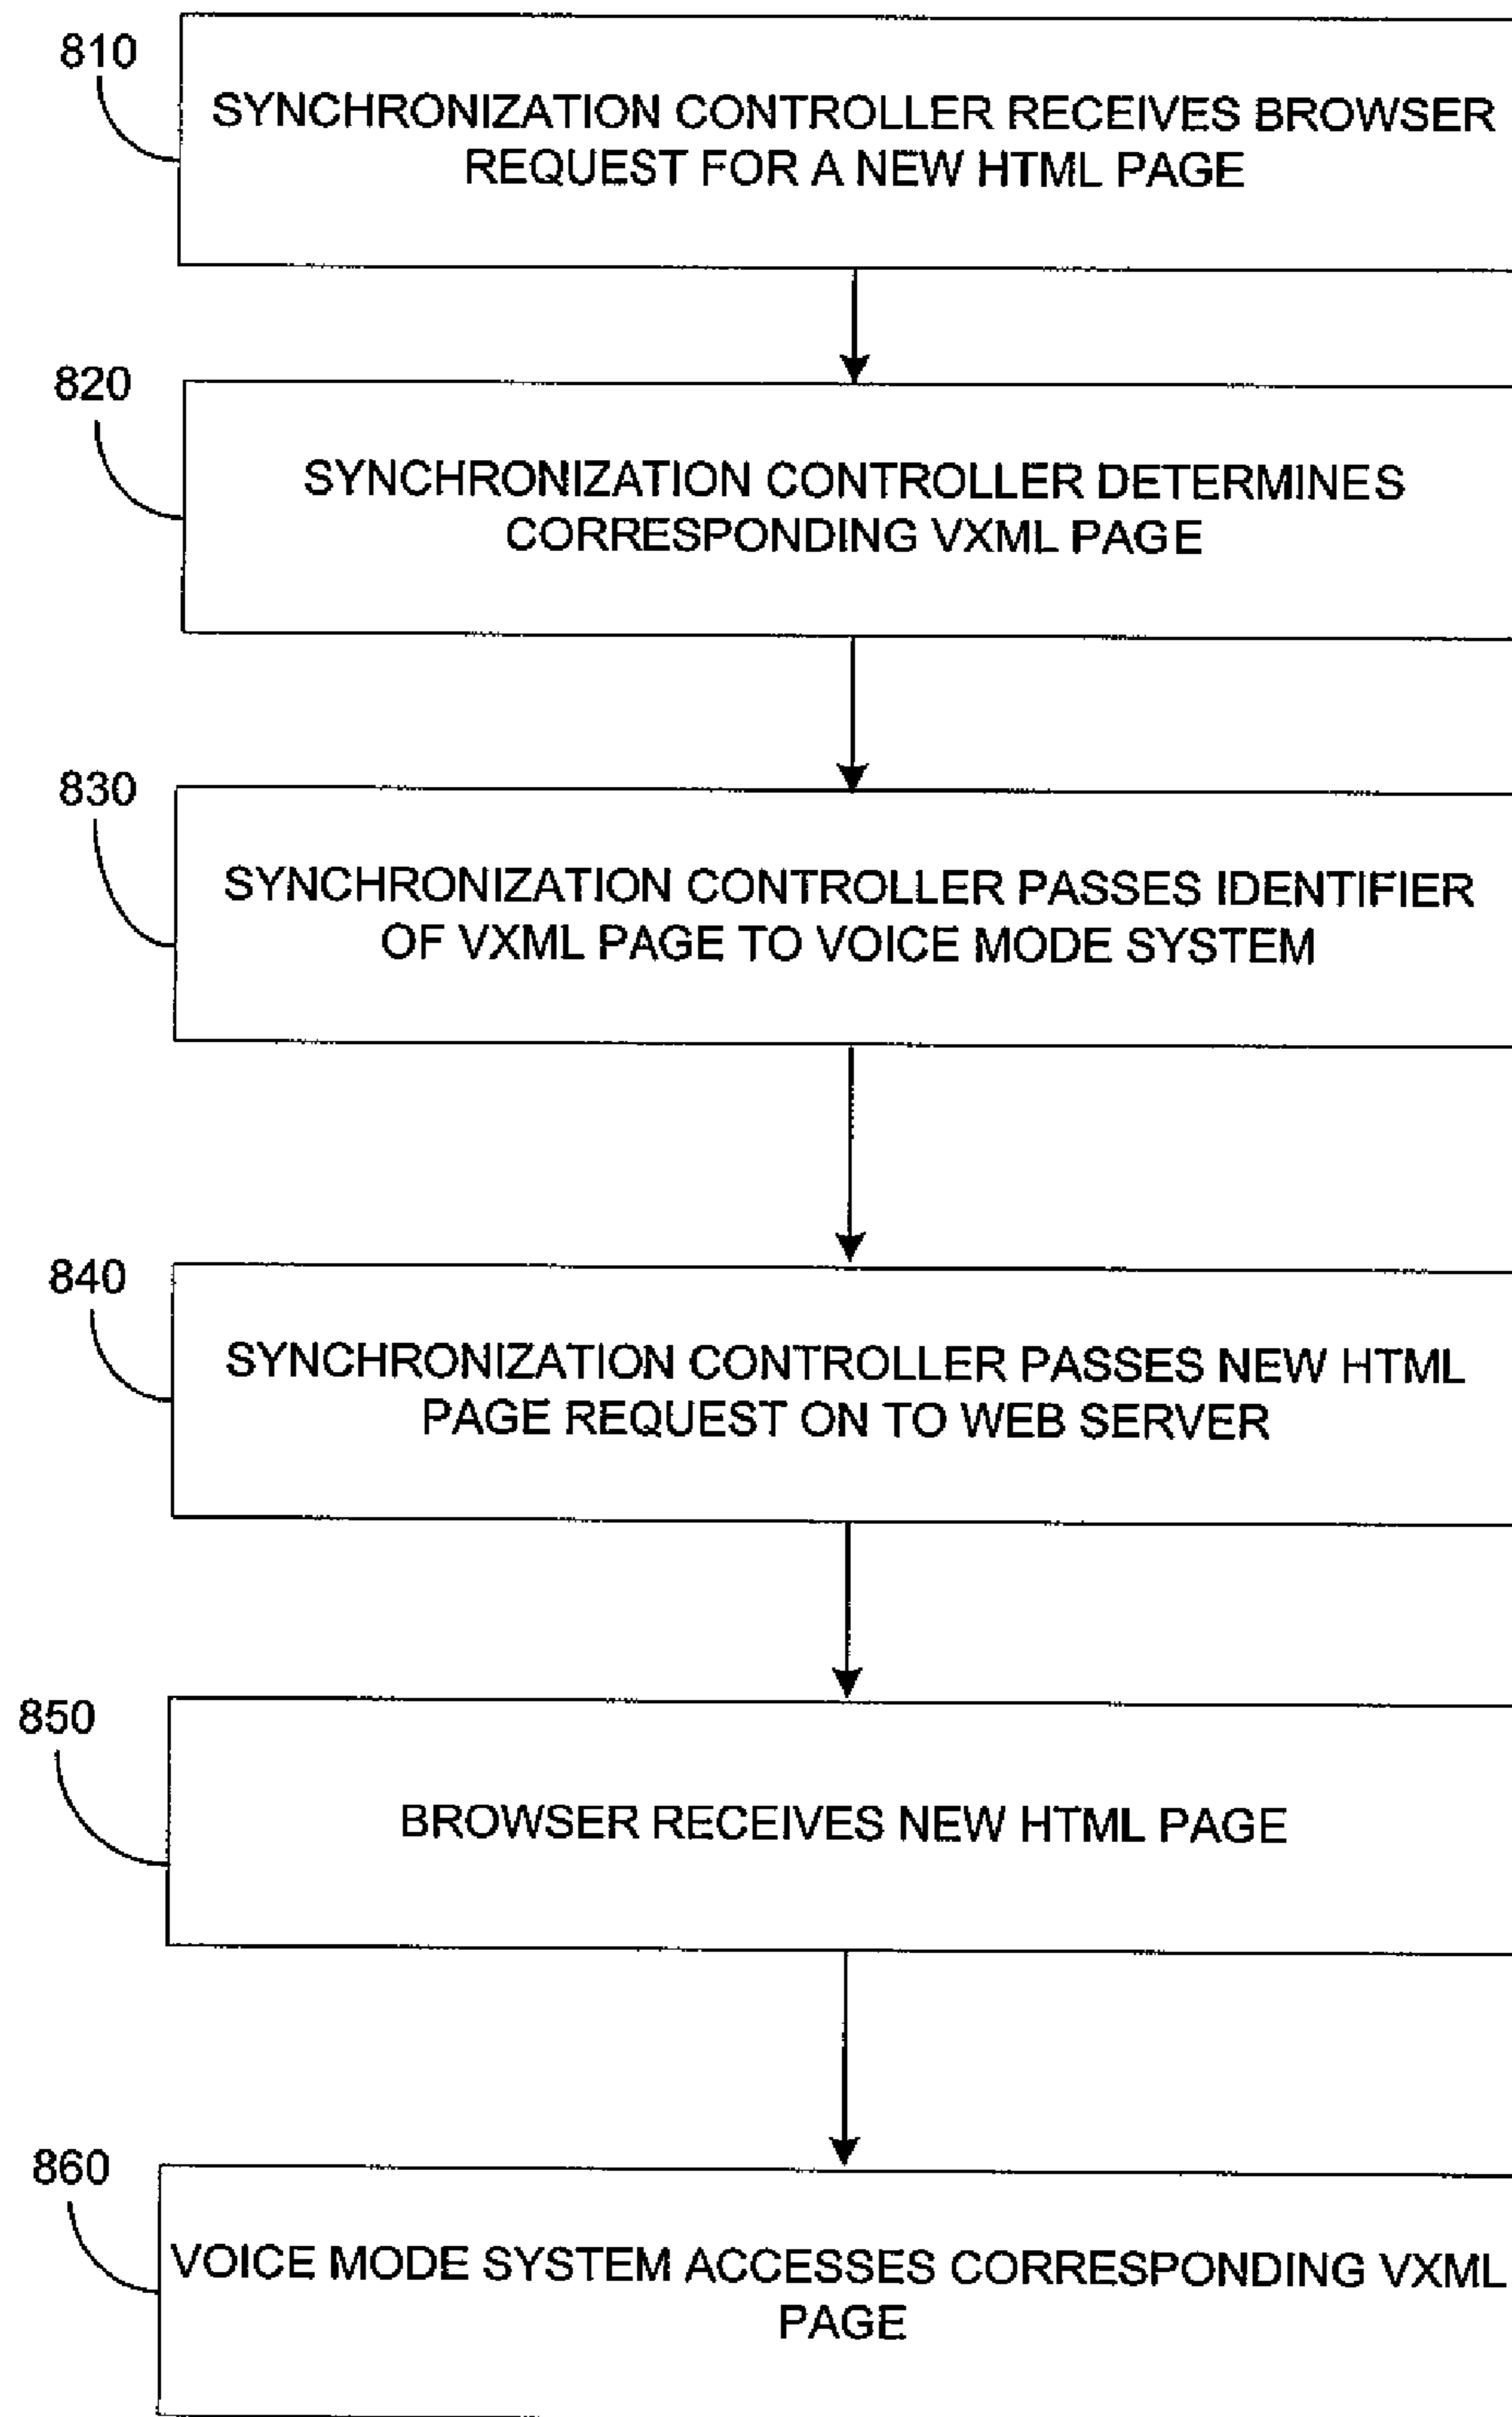 810
SYNCHRONIZATION CONTROLLER RECEIVES BROWSER
REQUEST FOR A NEW HTML PAGE
820
SYNCHRONIZATION CONTROLLER DETERMINES
CORRESPONDING VXML PAGE
830
SYNCHRONIZATION CONTROLLER PASSES IDENTIFIER
OF VXML PAGE TO VOICE MODE SYSTEM
840
SYNCHRONIZATION CONTROLLER PASSES NEW HTML
PAGE REQUEST ON TO WEB SERVER
850
BROWSER RECEIVES NEW HTML PAGE
860
VOICE MODE SYSTEM ACCESSES CORRESPONDING VXML
PAGE